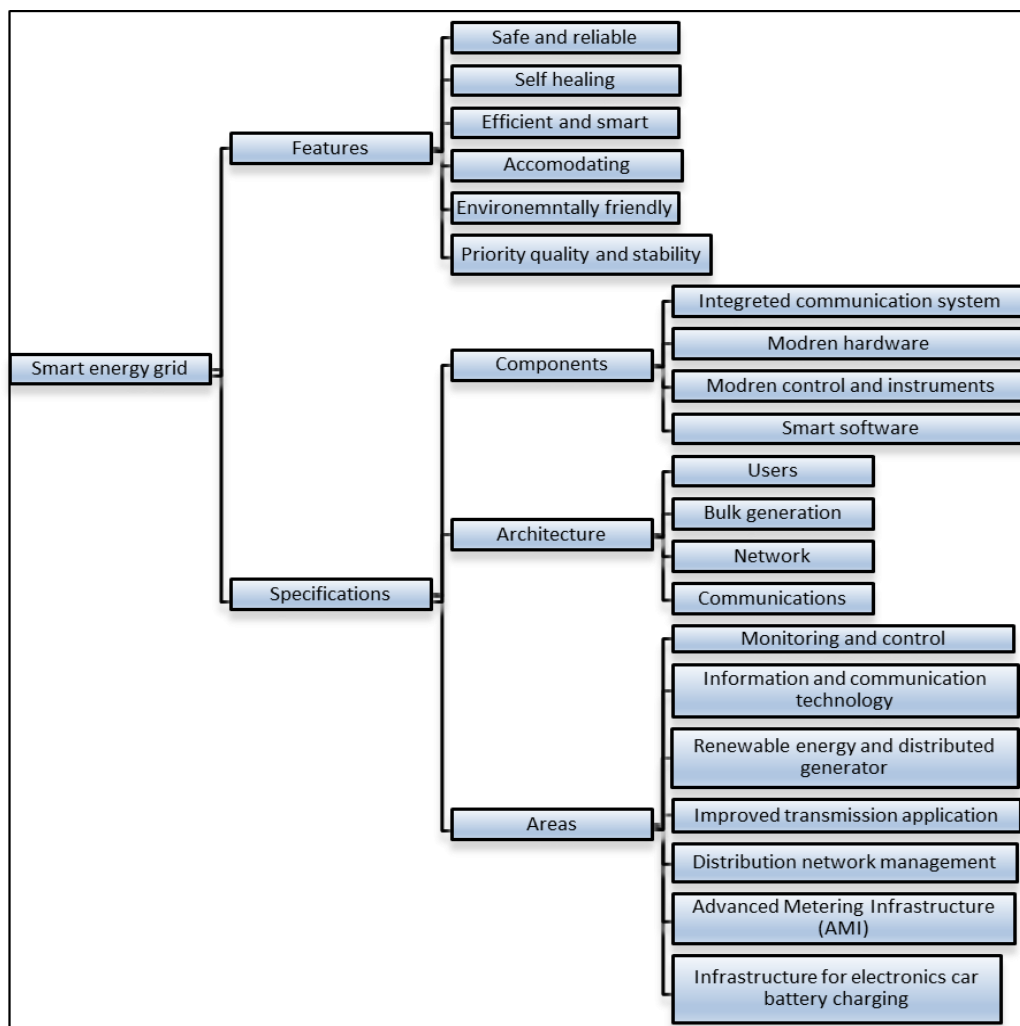 Safe and reliable
Self healing
Efficient and smart
Features
Accomodating
Environemntally friendly
Priority quality and stability
Integreted communication system
Modren hardware
Smart energy grid
Components
Modren control and instruments
Smart software
Users
Bulk generation
Architecture
Network
Specifications
Communications
Monitoring and control
Information and communication
technology
Renewable energy and distributed
generator
Improved transmission application
Areas
Distribution network management
Advanced Metering Infrastructure
(AMI)
Infrastructure for electronics car
battery charging